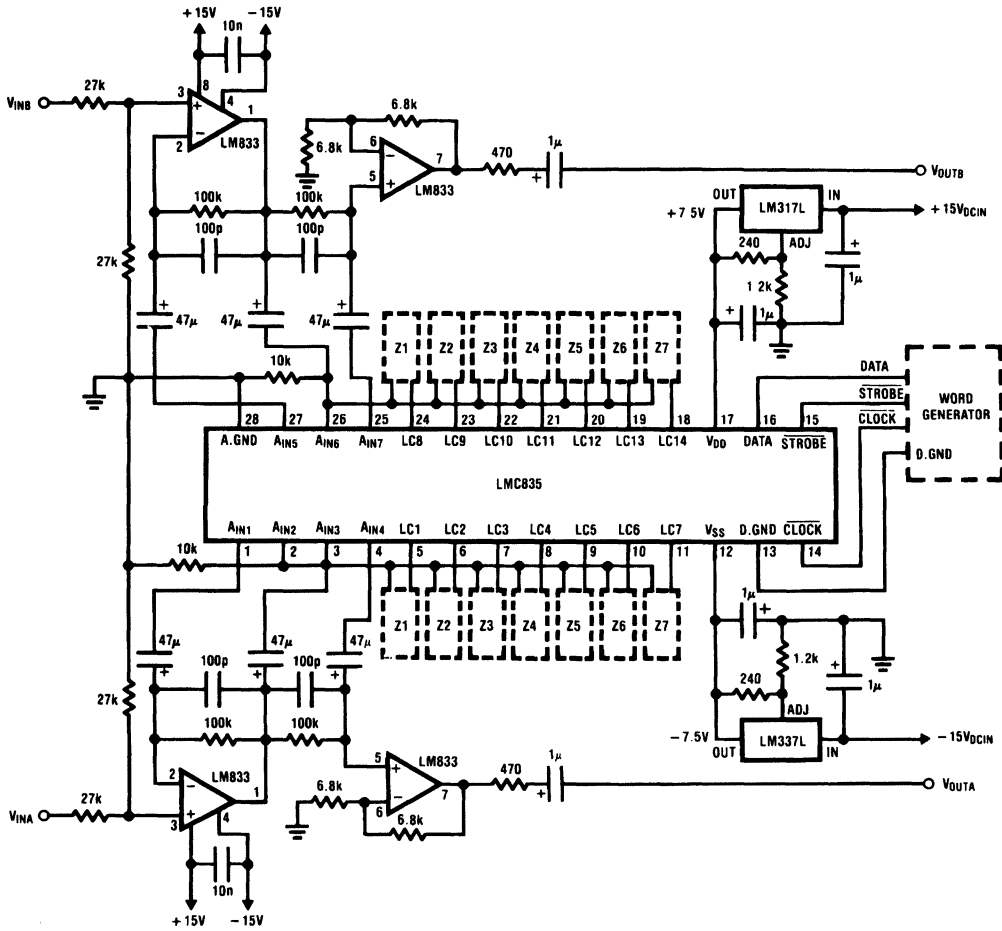 +15V
-15V
10n
27k
VINB
3
8
4
1
+
-
2
LM833
6.8k
6.8k
6
-
7
5
+
LM833
470
1μ
+
VOUTB
100k
100k
100p
100p
27k
OUT
LM317L
IN
+7 5V
+15VDCIN
ADJ
240
1 2k
+
1μ
+
1μ
+
47μ
+
47μ
+
47μ
Z1
Z2
Z3
Z4
Z5
Z6
Z7
10k
DATA
STROBE
CLOCK
D.GND
WORD
GENERATOR
28
27
26
25
24
23
22
21
20
19
18
17
16
15
A.GND
AIN5
AIN6
AIN7
LC8
LC9
LC10
LC11
LC12
LC13
LC14
VDD
DATA
STROBE
LMC835
AIN1
AIN2
AIN3
AIN4
LC1
LC2
LC3
LC4
LC5
LC6
LC7
VSS
D.GND
CLOCK
1
2
3
4
5
6
7
8
9
10
11
12
13
14
10k
Z1
Z2
Z3
Z4
Z5
Z6
Z7
1μ
+
47μ
+
47μ
+
47μ
+
100p
100p
27k
100k
100k
1.2k
240
+
1μ
ADJ
-7.5V
OUT
LM337L
IN
-15VDCIN
2
-
LM833
1
+
3
4
27k
VINA
5
+
LM833
7
6
-
6.8k
6.8k
470
1μ
+
VOUTA
10n
+15V
-15V